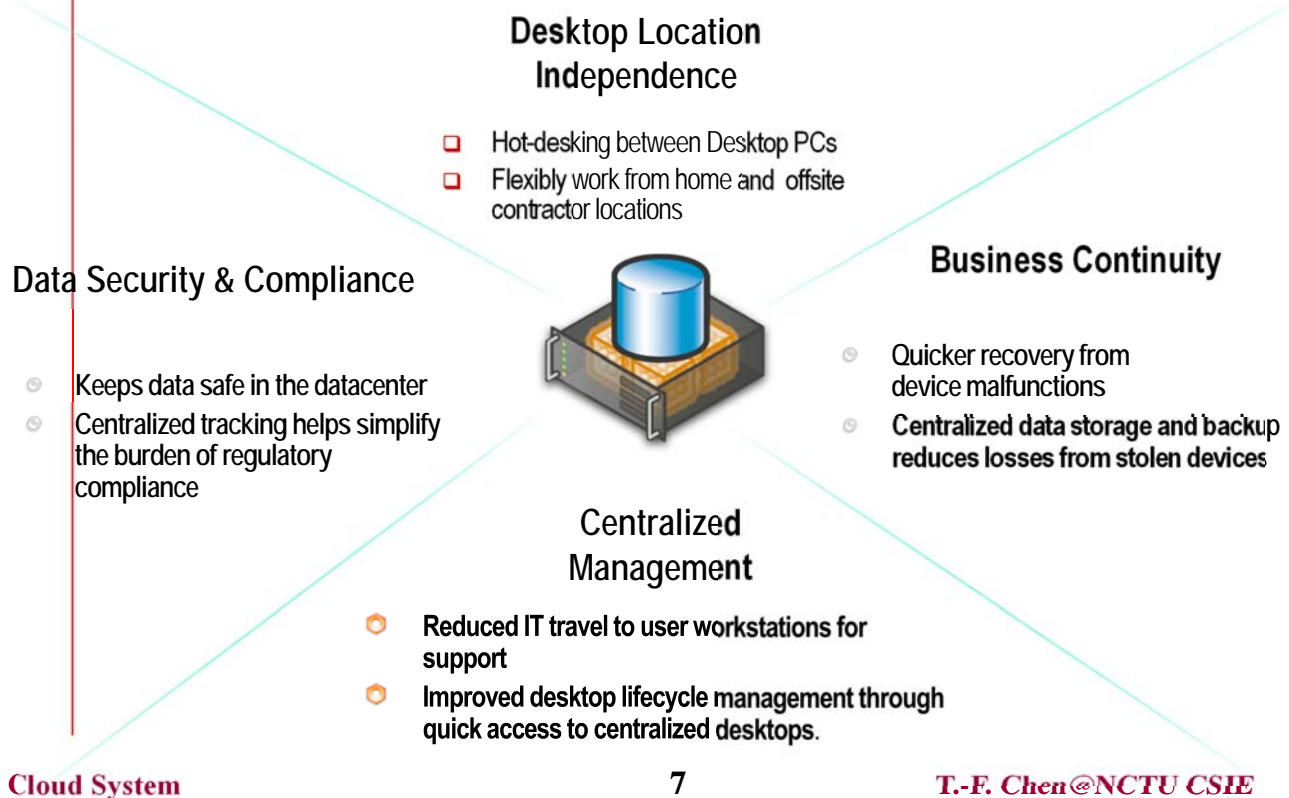 Desktop Location
Independence
Hot-desking between Desktop PCs
Flexibly work from home and offsite
contractor locations
Data Security & Compliance
Keeps data safe in the datacenter
Centralized tracking helps simplify
the burden of regulatory
compliance
Business Continuity
Quicker recovery from
device malfunctions
Centralized data storage and backup
reduces losses from stolen devices
Centralized
Management
Reduced IT travel to user workstations for
support
Improved desktop lifecycle management through
quick access to centralized desktops.
Cloud System
7
T.-F. Chen@NCTU CSIE